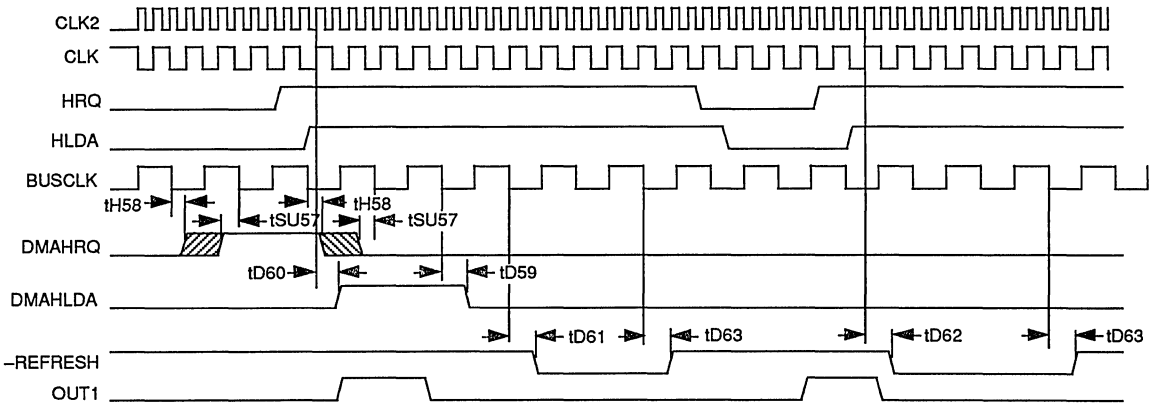 CLK2
CLK
HRQ
HLDA
BUSCLK
tH58
tSU57
tH58
tSU57
DMAHRQ
tD60
tD59
DMAHLDA
tD61
tD63
tD62
tD63
–REFRESH
OUT1